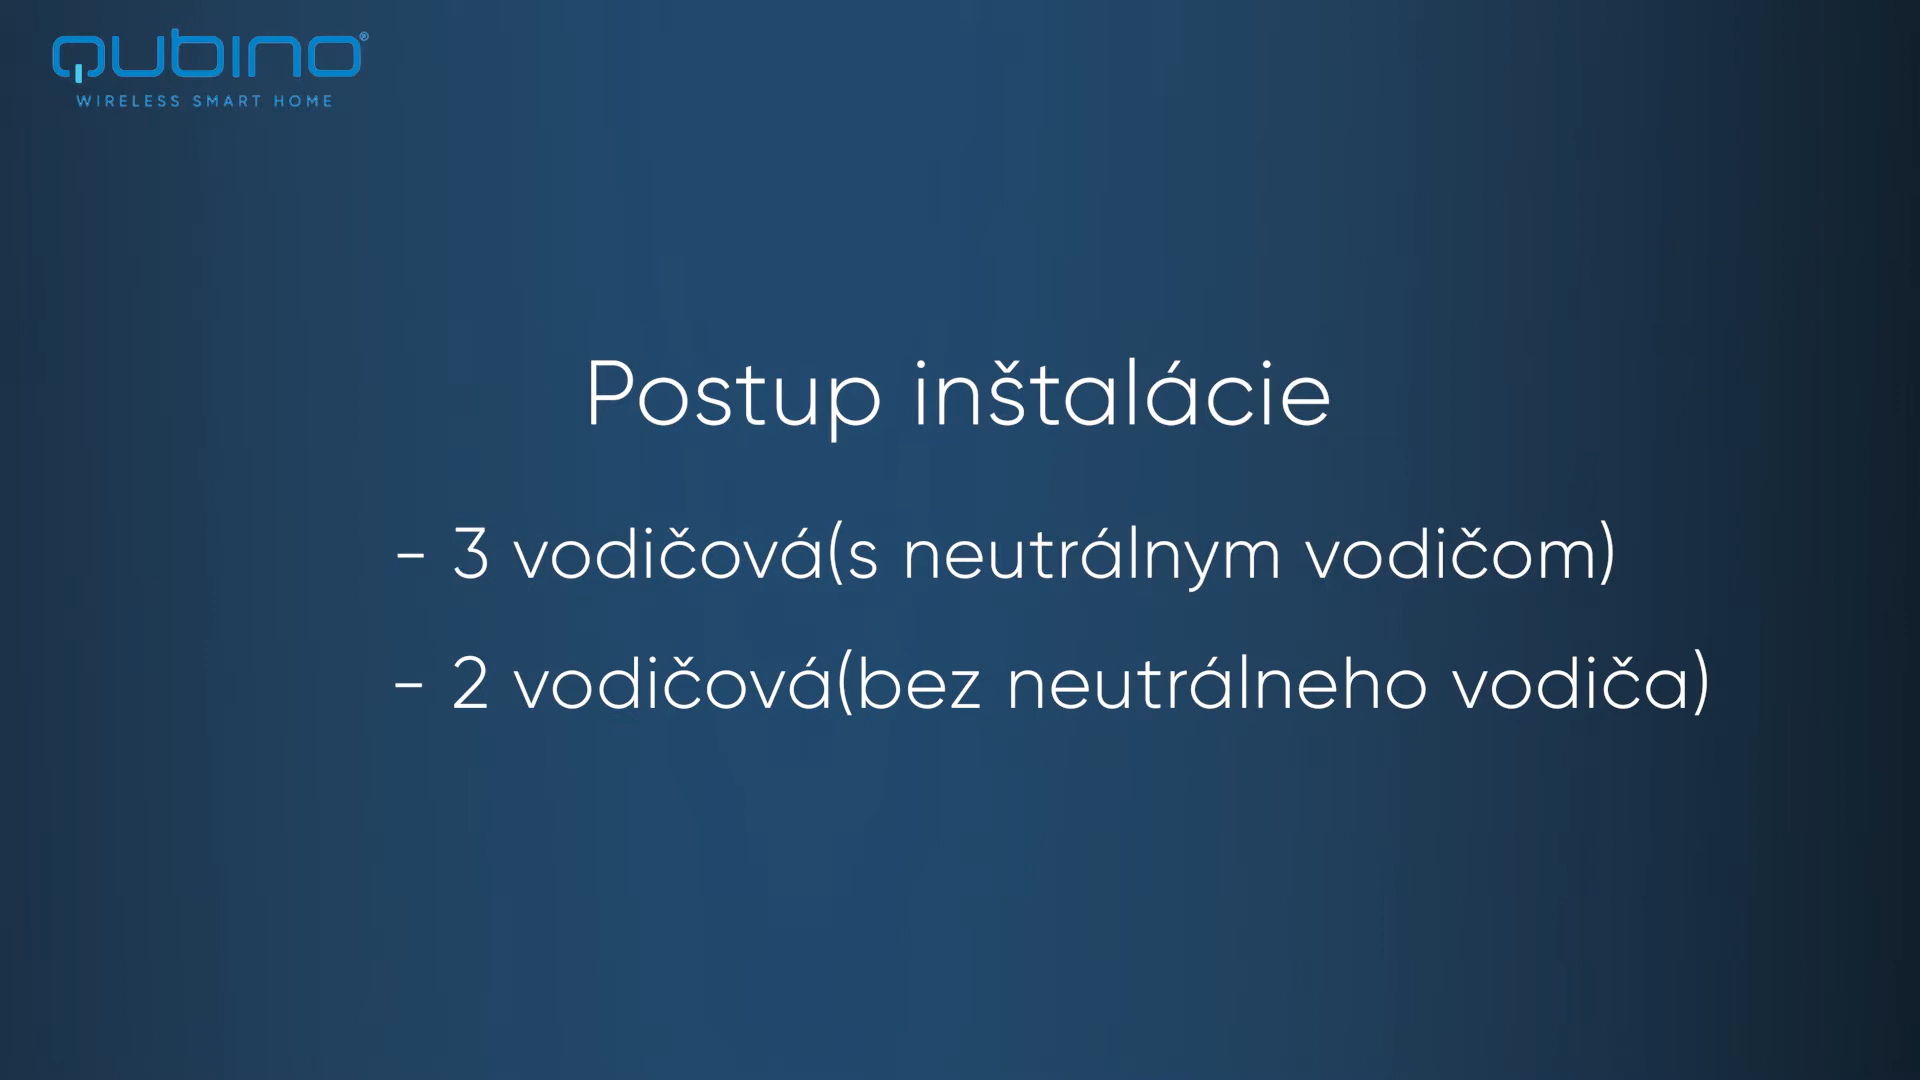 QUBINO®
WIRELESS SMART HOME
Postup inštalácie
- 3 vodičová(s neutrálnym vodičom)
- 2 vodičová(bez neutrálneho vodiča)